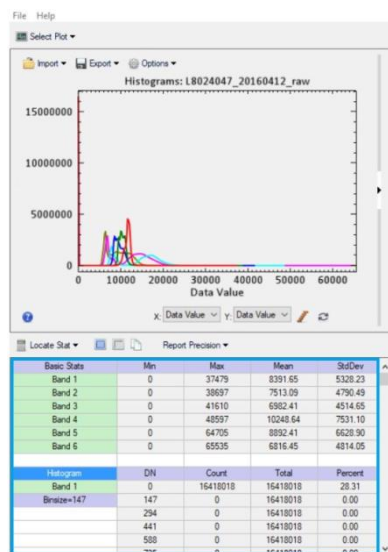 File Help
Select Plot
Import Export Options
Histograms: L8024047_20160412_raw
15000000
10000000
5000000
0
0 10000 20000 30000 40000 50000 60000
Data Value
X: Data Value Y: Data Value
Locate Stat Report Precision
Basic Stats Min Max Mean StdDev
Band 1 0 37479 8391.65 5328.23
Band 2 0 38697 7513.09 4790.49
Band 3 0 41610 6982.41 4514.65
Band 4 0 48597 10248.64 7531.10
Band 5 0 64705 8892.41 6628.90
Band 6 0 65535 6816.45 4814.05
Histogram DN Count Total Percent
Band 1 0 16418018 16418018 28.31
Binsize=147 147 0 16418018 0.00
294 0 16418018 0.00
441 0 16418018 0.00
588 0 16418018 0.00